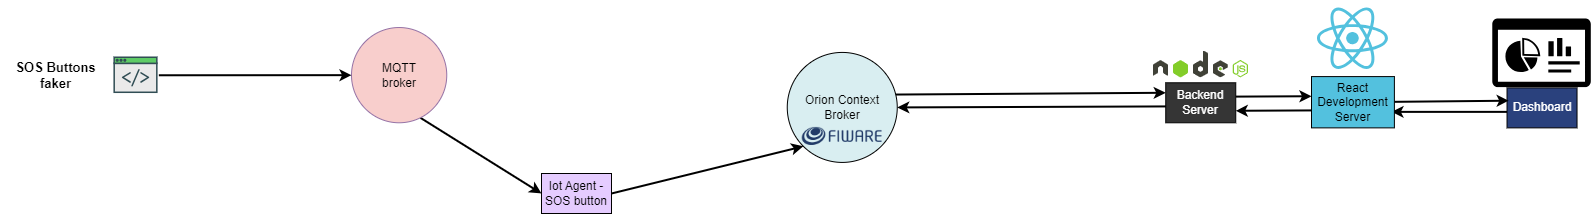 SOS Buttons
faker
</>
MQTT
broker
Iot Agent -
SOS button
Orion Context
Broker
FIWARE
node
JS
Backend
Server
React
Development
Server
Dashboard